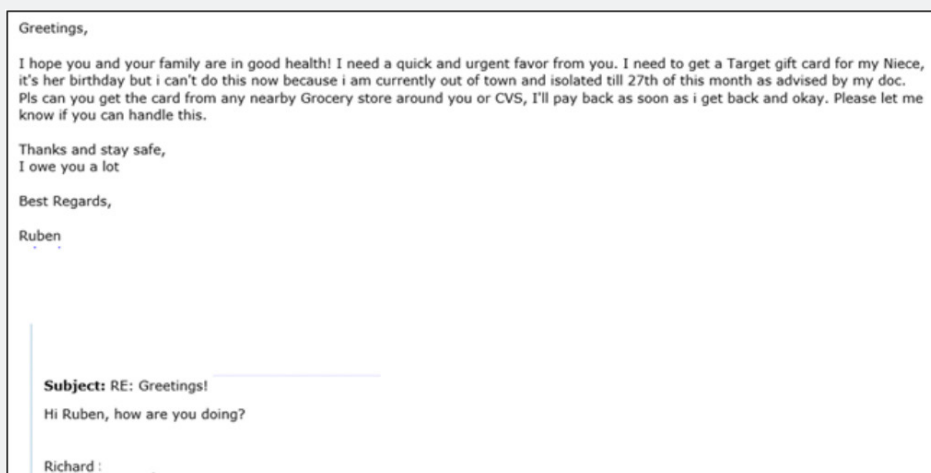 Greetings,
I hope you and your family are in good health! I need a quick and urgent favor from you. I need to get a Target gift card for my Niece,
it's her birthday but i can't do this now because i am currently out of town and isolated till 27th of this month as advised by my doc.
Pls can you get the card from any nearby Grocery store around you or CVS, I'll pay back as soon as i get back and okay. Please let me
know if you can handle this.
Thanks and stay safe,
I owe you a lot
Best Regards,
Ruben
Subject: RE: Greetings!
Hi Ruben, how are you doing?
Richard